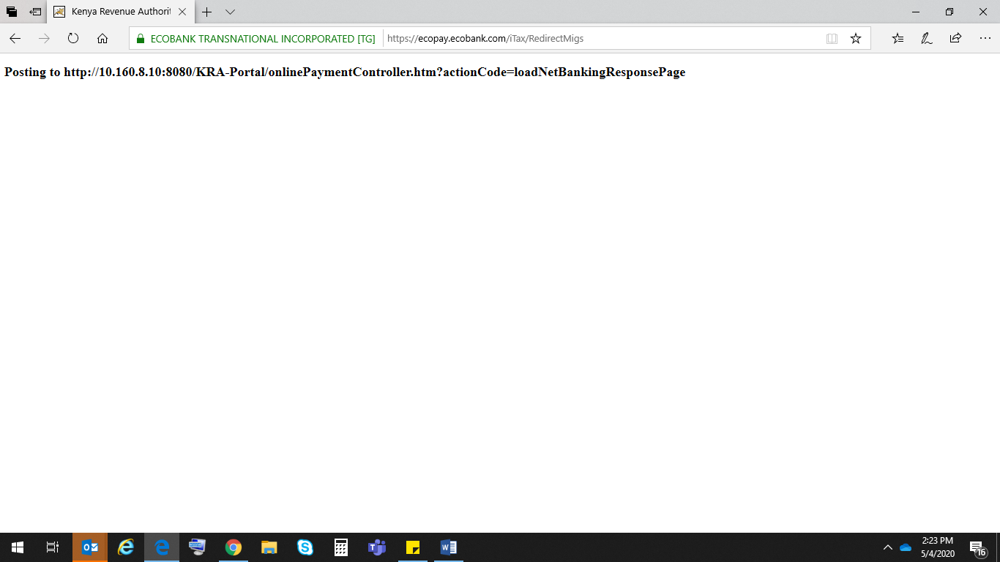 Kenya Revenue Authorit
ECOBANK TRANSNATIONAL INCORPORATED [TG]
https://ecopay.ecobank.com/iTax/RedirectMigs
Posting to http://10.160.8.10:8080/KRA-Portal/onlinePaymentController.htm?actionCode=loadNetBankingResponsePage
2:23 PM
5/4/2020
16